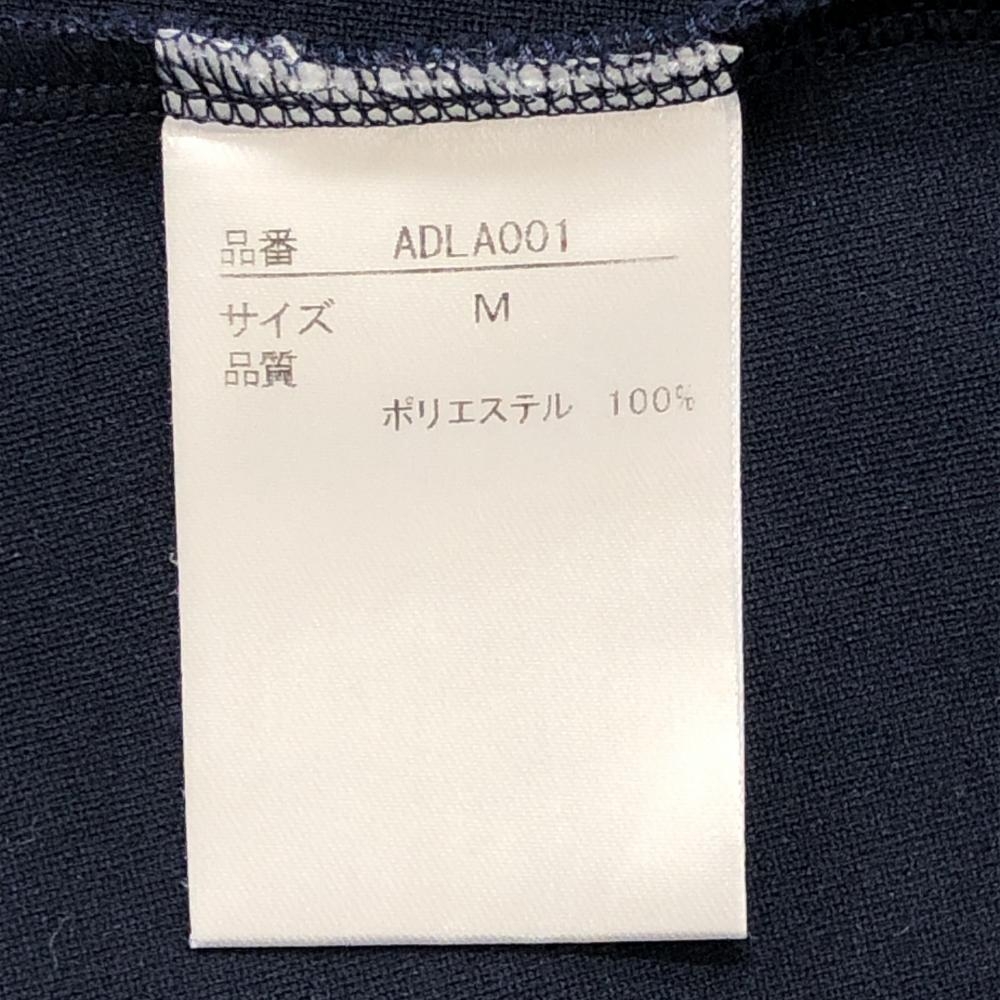 品番 ADLA001
サイズ M
品質
ポリエステル 100%